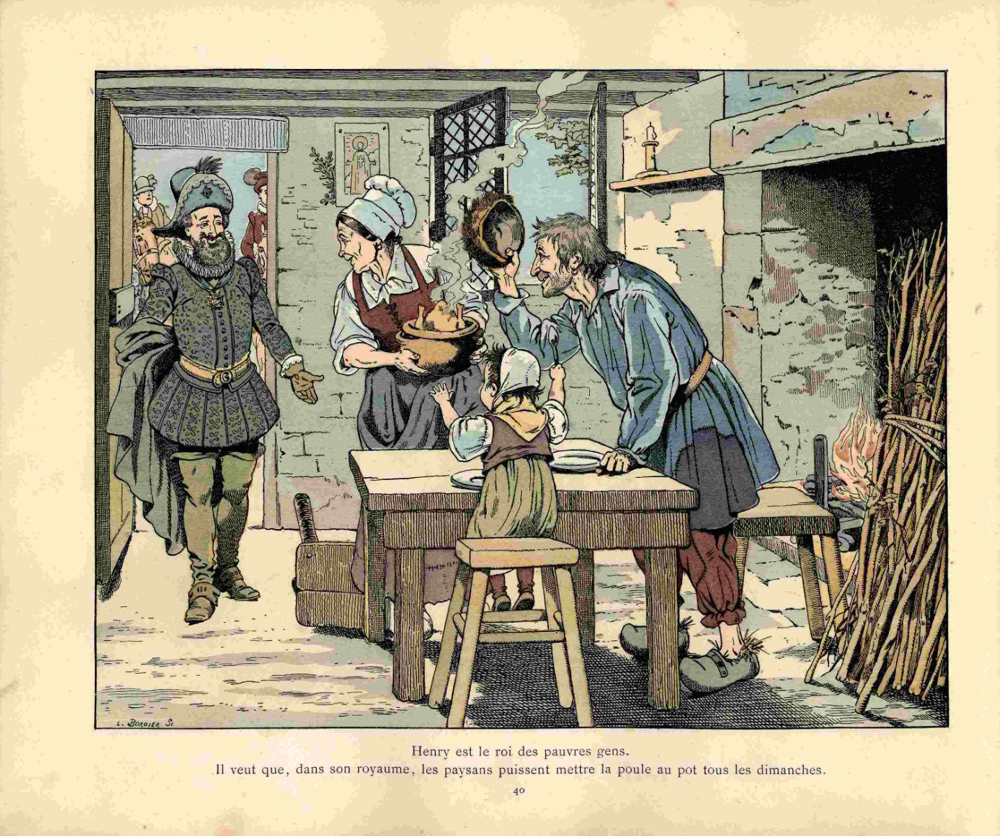 L. BORDIER Sc
Henry est le roi des pauvres gens.
Il veut que, dans son royaume, les paysans puissent mettre la poule au pot tous les dimanches.
40